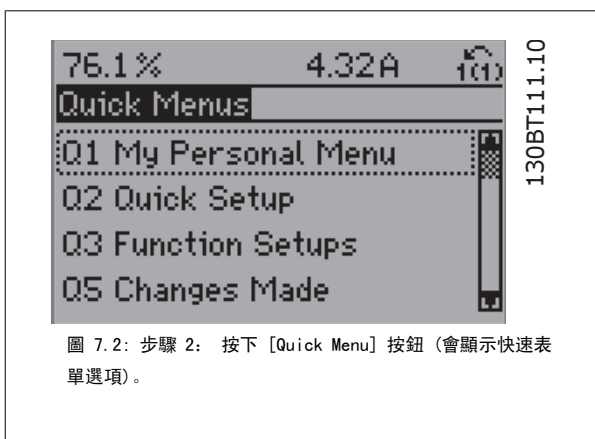 76.1% 4.32A 1(1)
Quick Menus
Q1 My Personal Menu
Q2 Quick Setup
Q3 Function Setups
Q5 Changes Made
130BT111.10
圖 7.2: 步驟 2： 按下 [Quick Menu] 按鈕 (會顯示快速表
單選項)。